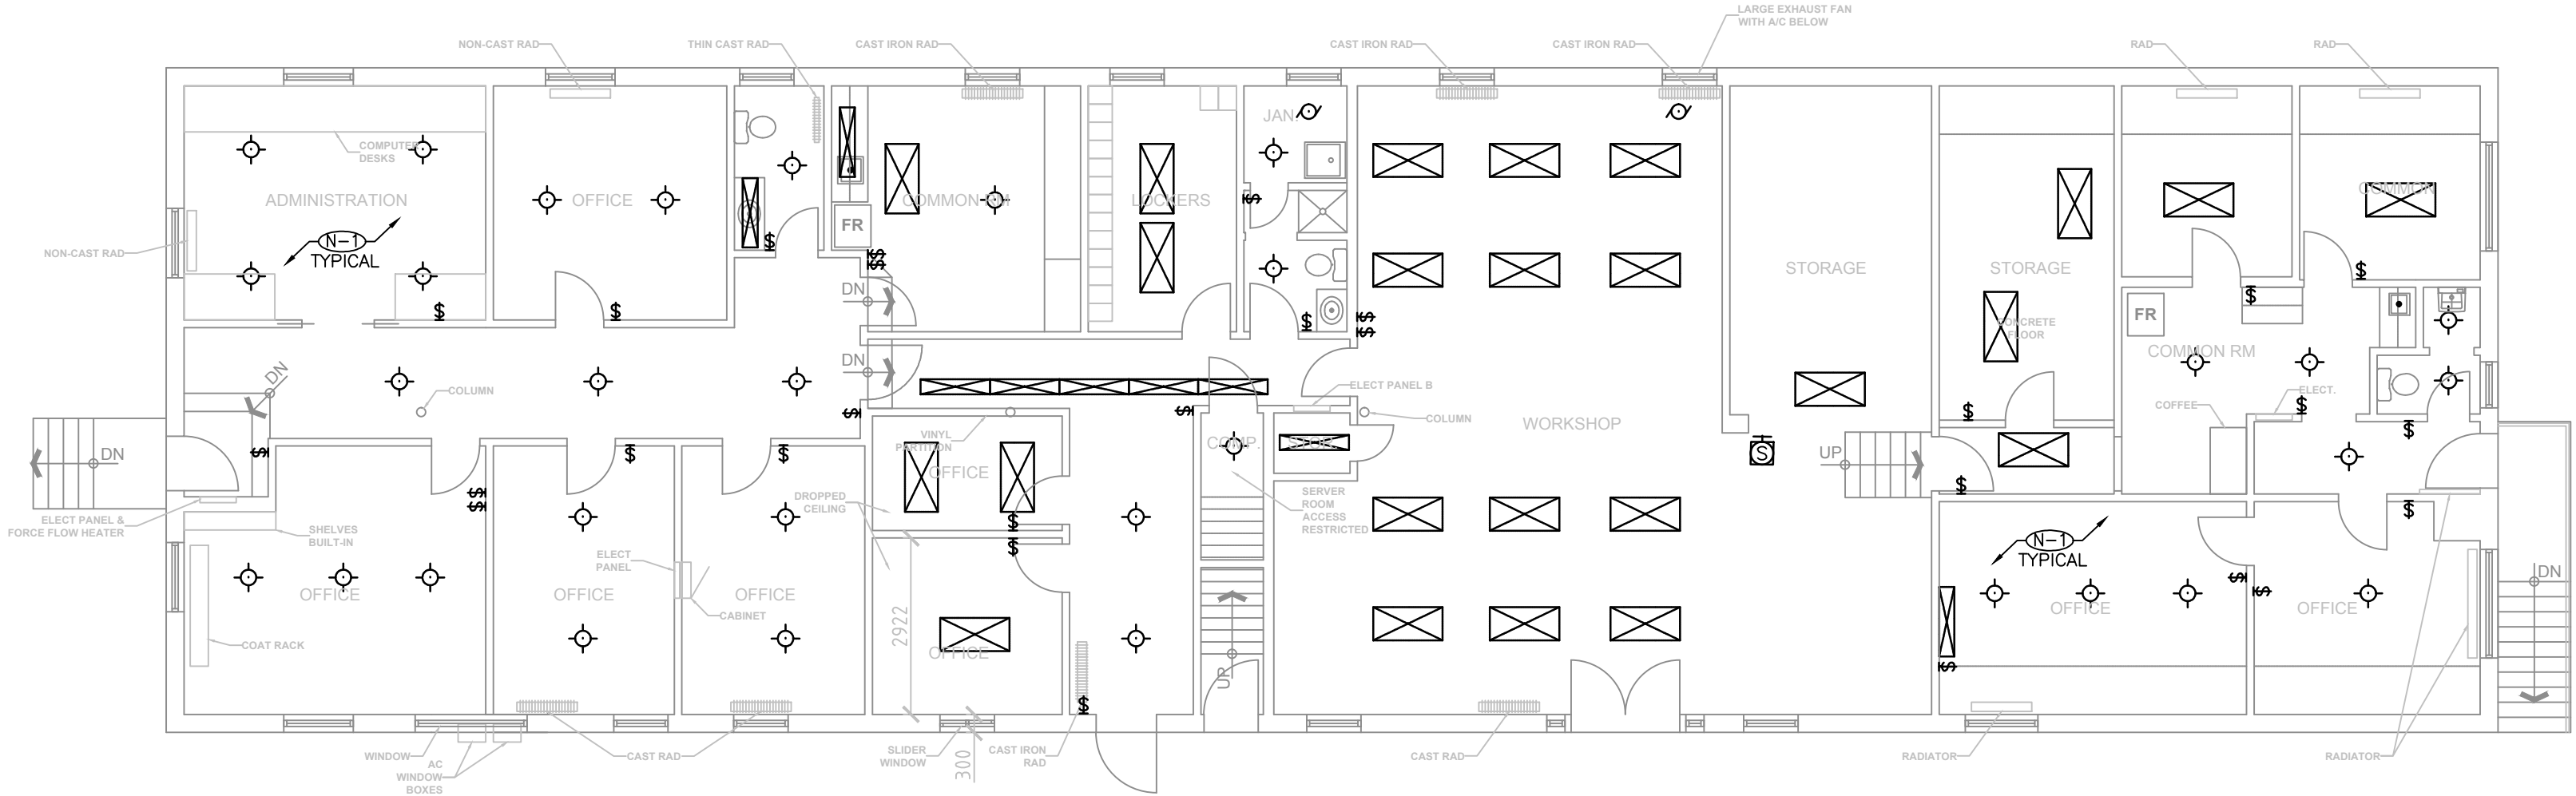 LARGE EXHAUST FAN
WITH A/C BELOW
NON-CAST RAD
THIN CAST RAD
CAST IRON RAD
CAST IRON RAD
CAST IRON RAD
RAD
RAD
JAN.
COMPUTER
DESKS
ADMINISTRATION
OFFICE
COMMON RM
LOCKERS
COMMON
FR
N-1
TYPICAL
NON-CAST RAD
DN
STORAGE
STORAGE
FR
CONCRETE
FLOOR
COMMON RM
DN
DN
COLUMN
ELECT PANEL B
ELECT.
COFFEE
COLUMN
WORKSHOP
VINYL
PARTITION
COMP.
STOR.
DN
UP
S
OFFICE
DROPPED
CEILING
SERVER
ROOM
ACCESS
RESTRICTED
ELECT PANEL &
FORCE FLOW HEATER
SHELVES
BUILT-IN
N-1
TYPICAL
ELECT
PANEL
DN
OFFICE
OFFICE
OFFICE
CABINET
2922
OFFICE
OFFICE
OFFICE
COAT RACK
UP
WINDOW
AC
WINDOW
BOXES
CAST RAD
SLIDER
WINDOW
300
CAST IRON
RAD
CAST RAD
RADIATOR
RADIATOR